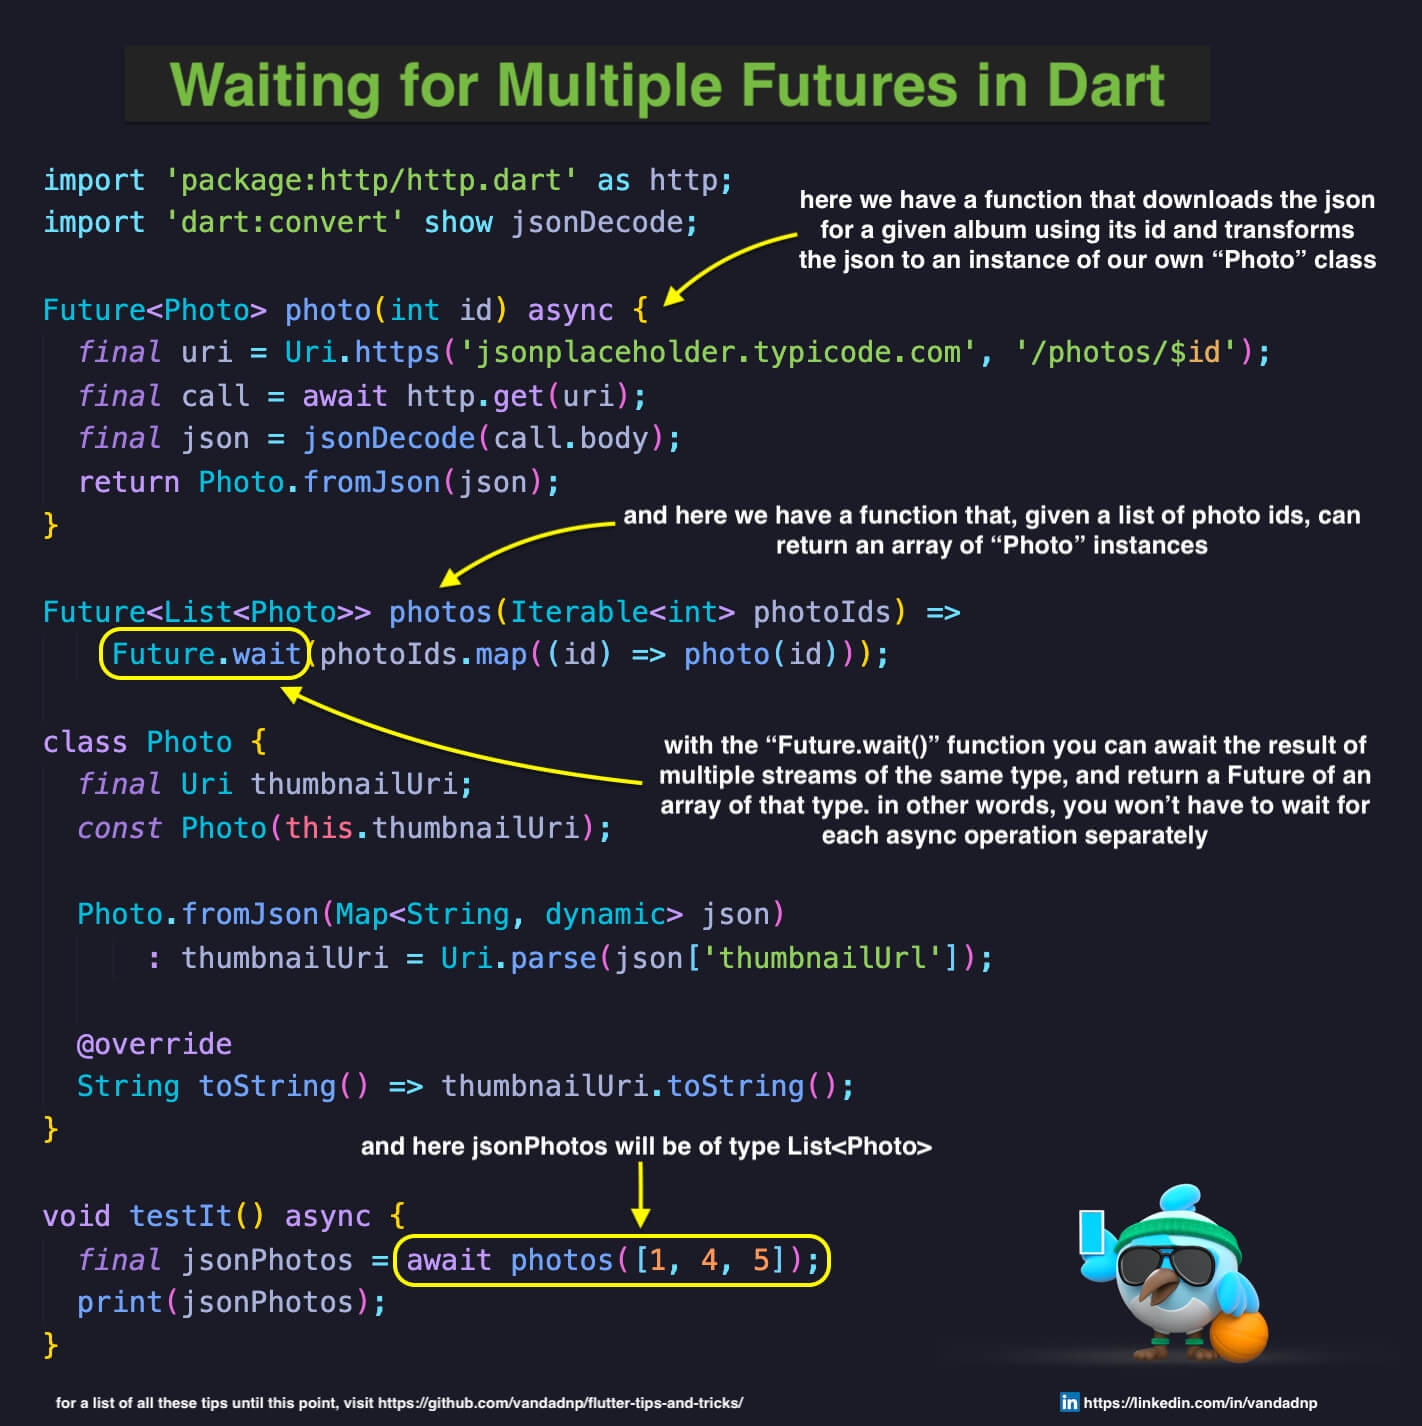 Waiting for Multiple Futures in Dart
import 'package:http/http.dart' as http;
import 'dart:convert' show jsonDecode;
here we have a function that downloads the json
for a given album using its id and transforms
the json to an instance of our own “Photo” class
Future<Photo> photo(int id) async {
  final uri = Uri.https('jsonplaceholder.typicode.com', '/photos/$id');
  final call = await http.get(uri);
  final json = jsonDecode(call.body);
  return Photo.fromJson(json);
}
and here we have a function that, given a list of photo ids, can
return an array of “Photo” instances
Future<List<Photo>> photos(Iterable<int> photoIds) =>
    Future.wait(photoIds.map((id) => photo(id)));
class Photo {
  final Uri thumbnailUri;
  const Photo(this.thumbnailUri);
with the “Future.wait()” function you can await the result of
multiple streams of the same type, and return a Future of an
array of that type. in other words, you won’t have to wait for
each async operation separately
  Photo.fromJson(Map<String, dynamic> json)
      : thumbnailUri = Uri.parse(json['thumbnailUrl']);
  @override
  String toString() => thumbnailUri.toString();
}
and here jsonPhotos will be of type List<Photo>
void testIt() async {
  final jsonPhotos = await photos([1, 4, 5]);
  print(jsonPhotos);
}
for a list of all these tips until this point, visit https://github.com/vandadnp/flutter-tips-and-tricks/
in https://linkedin.com/in/vandadnp